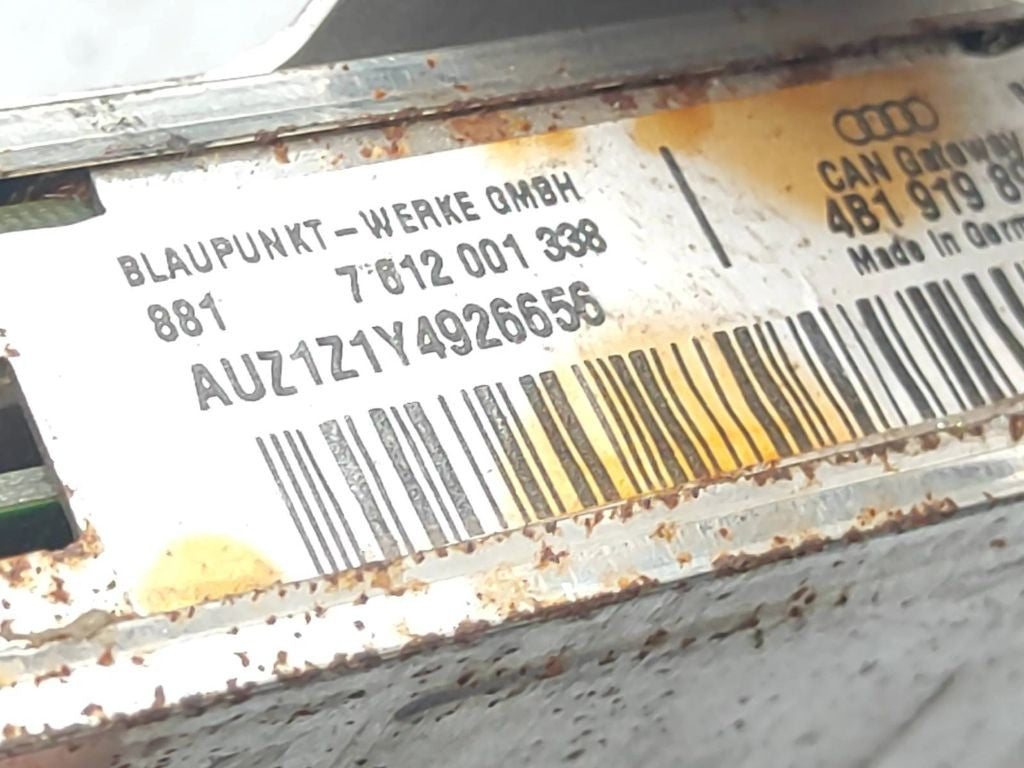 BLAUPUNKT-WERKE GMBH
881 7 612 001 338
AUZ1Z1Y4926656
CAN Gateway
4B1 919
Made in